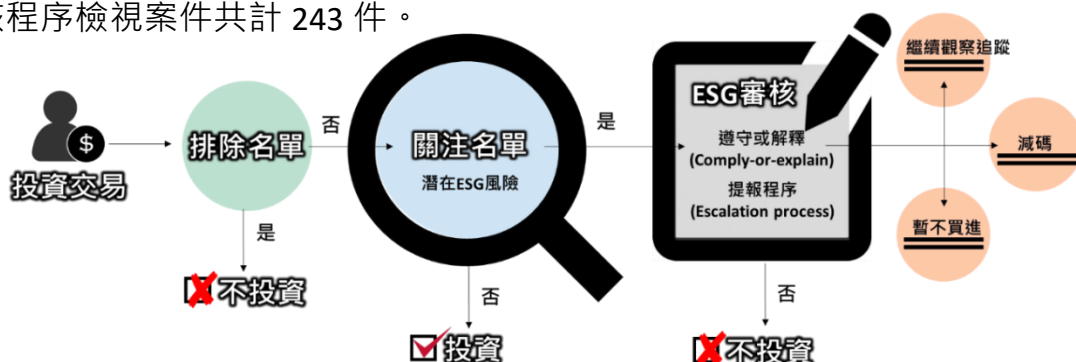 程序檢視案件共計 243 件。
投資交易
$
排除名單
否
是
不投資
關注名單
潛在ESG風險
是
否
投資
ESG審核
遵守或解釋
(Comply-or-explain)
提報程序
(Escalation process)
否
不投資
繼續觀察追蹤
減碼
暫不買進